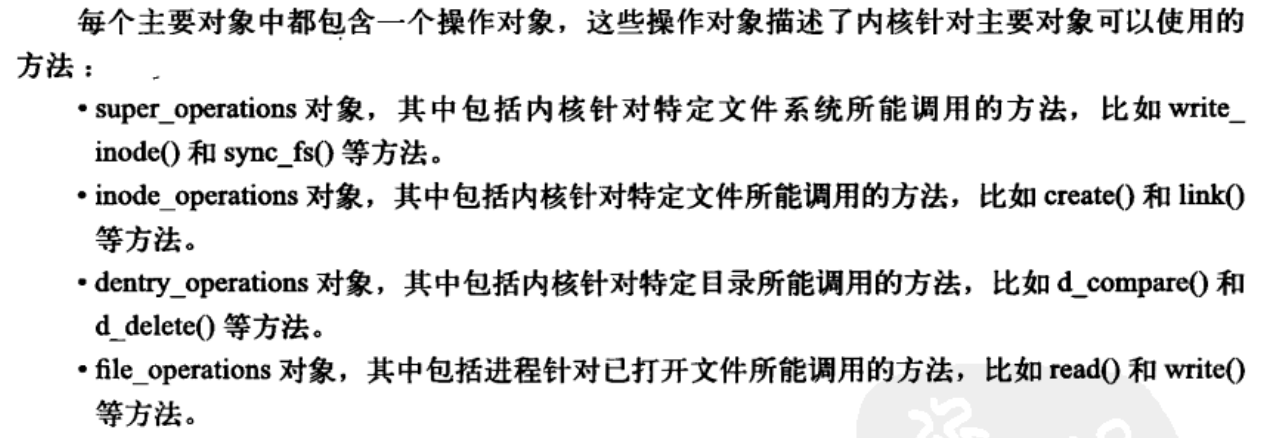 每个主要对象中都包含一个操作对象，这些操作对象描述了内核针对主要对象可以使用的
方法：
• super_operations 对象，其中包括内核针对特定文件系统所能调用的方法，比如 write_
inode() 和 sync_fs() 等方法。
• inode_operations 对象，其中包括内核针对特定文件所能调用的方法，比如 create() 和 link()
等方法。
• dentry_operations 对象，其中包括内核针对特定目录所能调用的方法，比如 d_compare() 和
d_delete() 等方法。
• file_operations 对象，其中包括进程针对已打开文件所能调用的方法，比如 read() 和 write()
等方法。